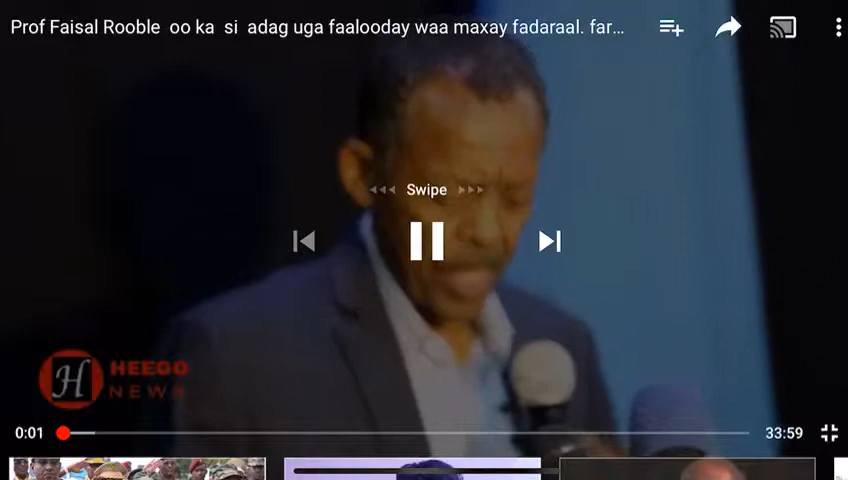 Prof Faisal Rooble oo ka si adag uga faalooday waa maxay fadaraal. far...
Swipe
H HEEGO
NEWS
0:01
33:59